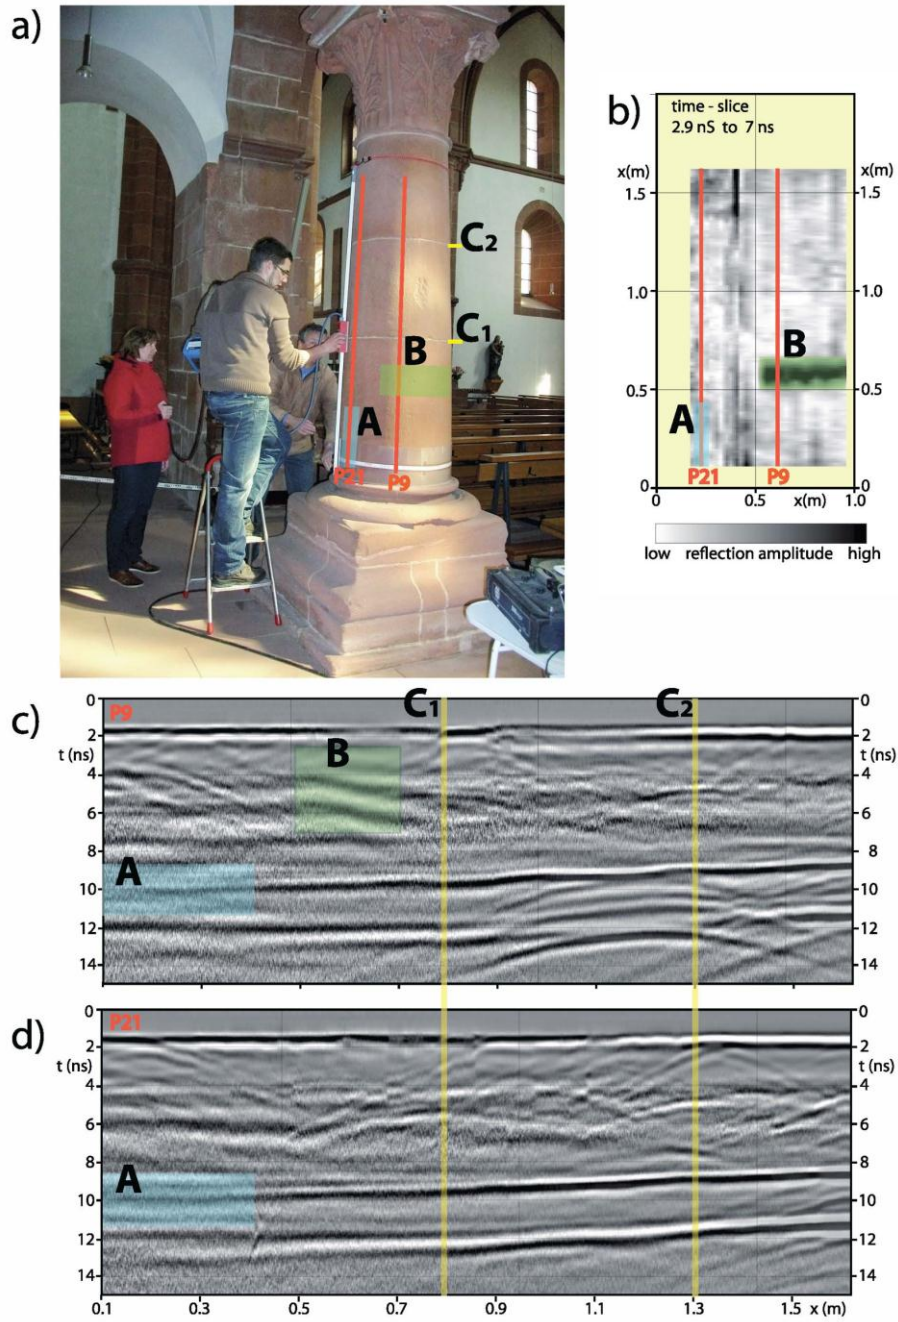 a)
C2
C1
B
A
P21
P9
b)
time - slice
2.9 nS to 7 ns
x(m)
x(m)
1.5
1.5
1.0
1.0
B
0.5
0.5
A
P21
P9
0
0
0.5
x(m)
1.0
0
low reflection amplitude high
c)
P9
C1
C2
0
0
2
2
t (ns)
t (ns)
B
4
4
6
6
8
8
A
10
10
12
12
14
14
d)
P21
0
0
2
2
t (ns)
t (ns)
4
4
6
6
8
8
A
10
10
12
12
14
14
0.1 0.3 0.5 0.7 0.9 1.1 1.3 1.5 x (m)